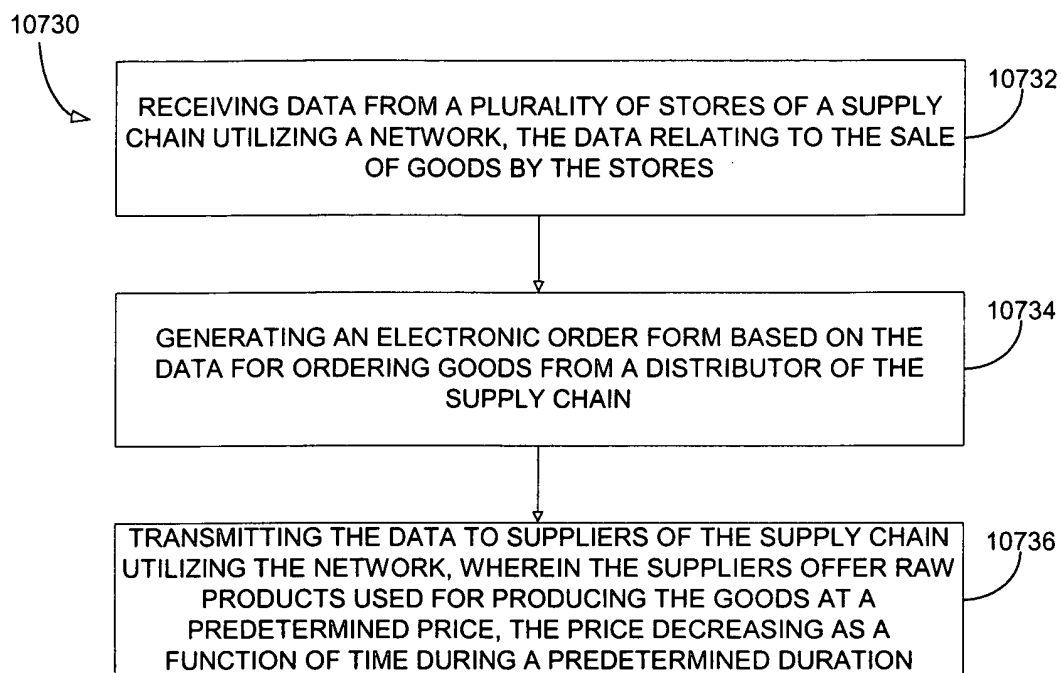 10730
RECEIVING DATA FROM A PLURALITY OF STORES OF A SUPPLY
CHAIN UTILIZING A NETWORK, THE DATA RELATING TO THE SALE
OF GOODS BY THE STORES
10732
GENERATING AN ELECTRONIC ORDER FORM BASED ON THE
DATA FOR ORDERING GOODS FROM A DISTRIBUTOR OF THE
SUPPLY CHAIN
10734
TRANSMITTING THE DATA TO SUPPLIERS OF THE SUPPLY CHAIN
UTILIZING THE NETWORK, WHEREIN THE SUPPLIERS OFFER RAW
PRODUCTS USED FOR PRODUCING THE GOODS AT A
PREDETERMINED PRICE, THE PRICE DECREASING AS A
FUNCTION OF TIME DURING A PREDETERMINED DURATION
10736